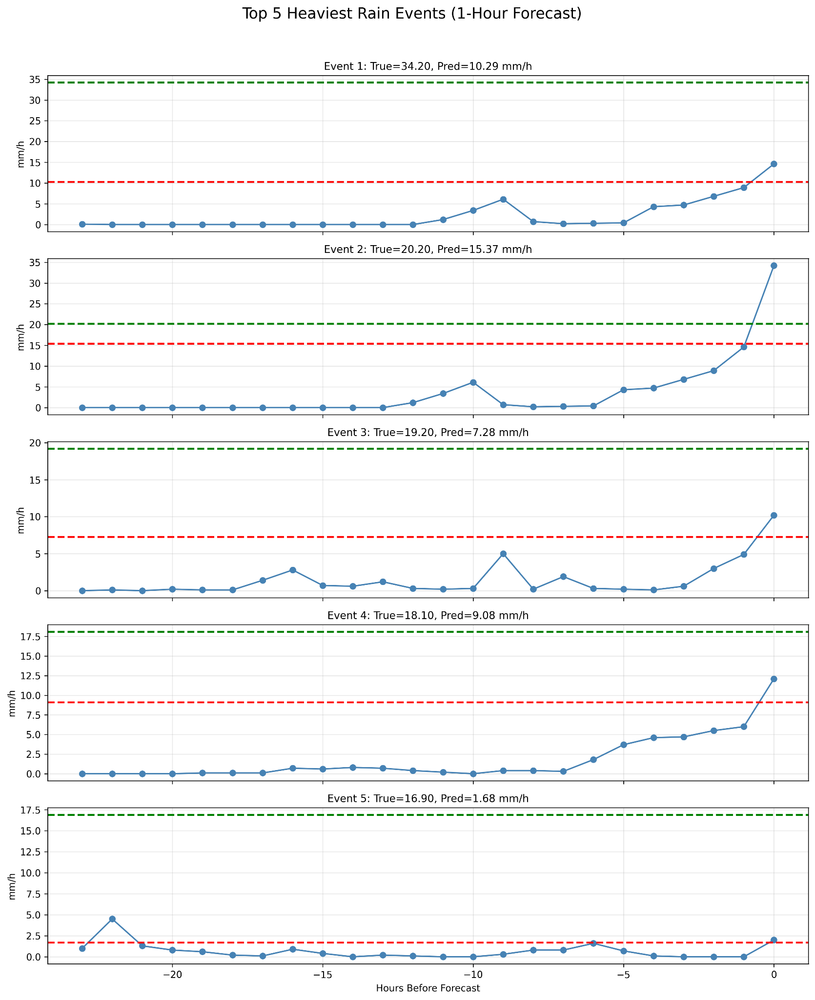 Top 5 Heaviest Rain Events (1-Hour Forecast)
Event 1: True=34.20, Pred=10.29 mm/h
35
30
25
20
15
10
5
0
mm/h
Event 2: True=20.20, Pred=15.37 mm/h
35
30
25
20
15
10
5
0
mm/h
Event 3: True=19.20, Pred=7.28 mm/h
20
15
10
5
0
mm/h
Event 4: True=18.10, Pred=9.08 mm/h
17.5
15.0
12.5
10.0
7.5
5.0
2.5
0.0
mm/h
Event 5: True=16.90, Pred=1.68 mm/h
17.5
15.0
12.5
10.0
7.5
5.0
2.5
0.0
mm/h
−20 −15 −10 −5 0
Hours Before Forecast